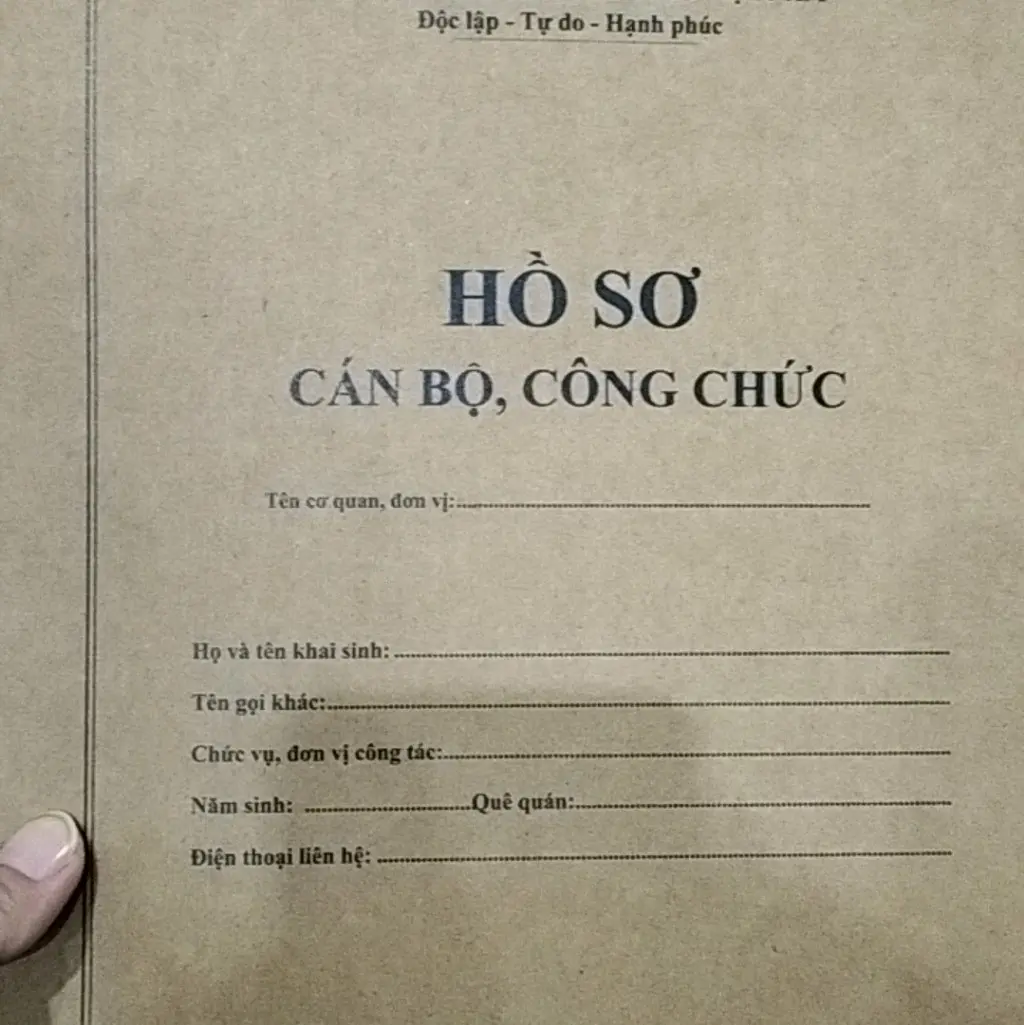 Độc lập - Tự do - Hạnh phúc
HỒ SƠ
CÁN BỘ, CÔNG CHỨC
Tên cơ quan, đơn vị:
Họ và tên khai sinh:
Tên gọi khác:
Chức vụ, đơn vị công tác:
Năm sinh: Quê quán:
Điện thoại liên hệ: